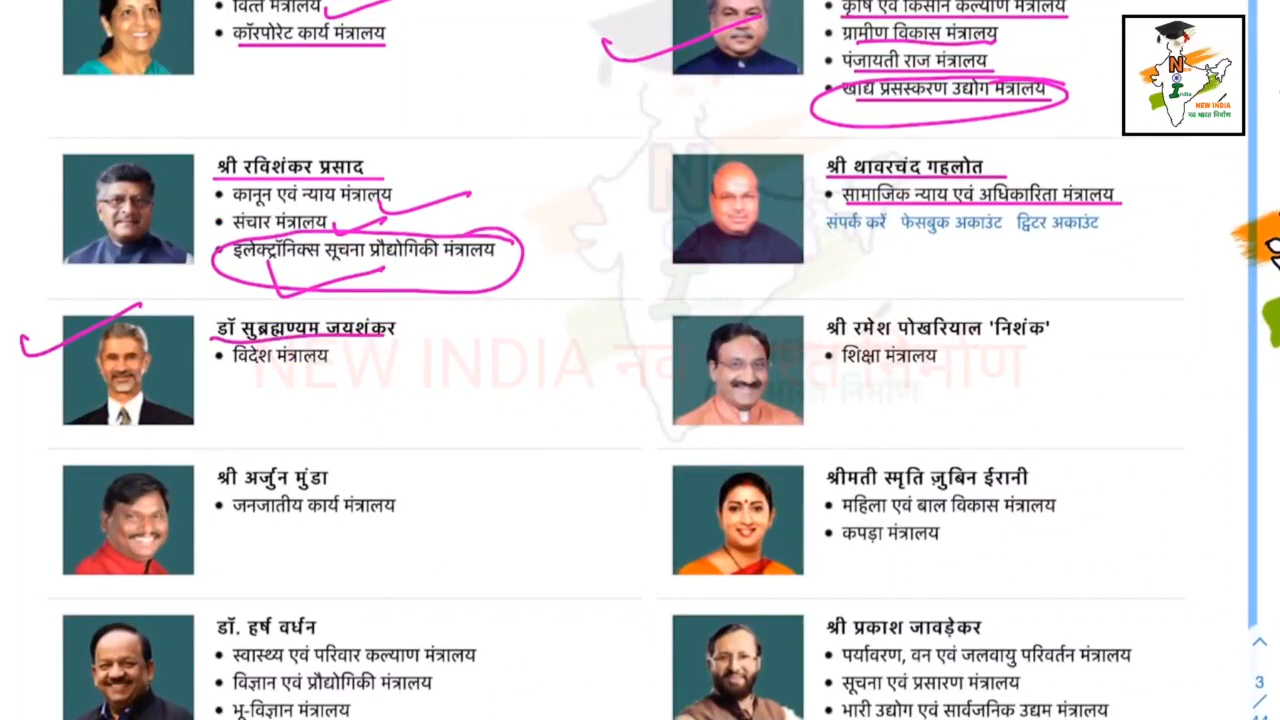 वित्त मंत्रालय
कॉरपोरेट कार्य मंत्रालय
कृषि एवं किसान कल्याण मंत्रालय
ग्रामीण विकास मंत्रालय
पंजायती राज मंत्रालय
खाद्य प्रसस्करण उद्योग मंत्रालय
श्री रविशंकर प्रसाद
कानून एवं न्याय मंत्रालय
संचार मंत्रालय
इलेक्ट्रॉनिक्स सूचना प्रौद्योगिकी मंत्रालय
श्री थावरचंद गहलोत
सामाजिक न्याय एवं अधिकारिता मंत्रालय
संपर्क करें फेसबुक अकाउंट ट्विटर अकाउंट
डॉ सुब्रह्मण्यम जयशंकर
विदेश मंत्रालय
श्री रमेश पोखरियाल 'निशंक'
शिक्षा मंत्रालय
श्री अर्जुन मुंडा
जनजातीय कार्य मंत्रालय
श्रीमती स्मृति ज़ुबिन ईरानी
महिला एवं बाल विकास मंत्रालय
कपड़ा मंत्रालय
डॉ. हर्ष वर्धन
स्वास्थ्य एवं परिवार कल्याण मंत्रालय
विज्ञान एवं प्रौद्योगिकी मंत्रालय
भू-विज्ञान मंत्रालय
श्री प्रकाश जावड़ेकर
पर्यावरण, वन एवं जलवायु परिवर्तन मंत्रालय
सूचना एवं प्रसारण मंत्रालय
भारी उद्योग एवं सार्वजनिक उद्यम मंत्रालय
NEW INDIA नव भारत निर्माण
N
India
NEW INDIA
नव भारत निर्माण
3
/